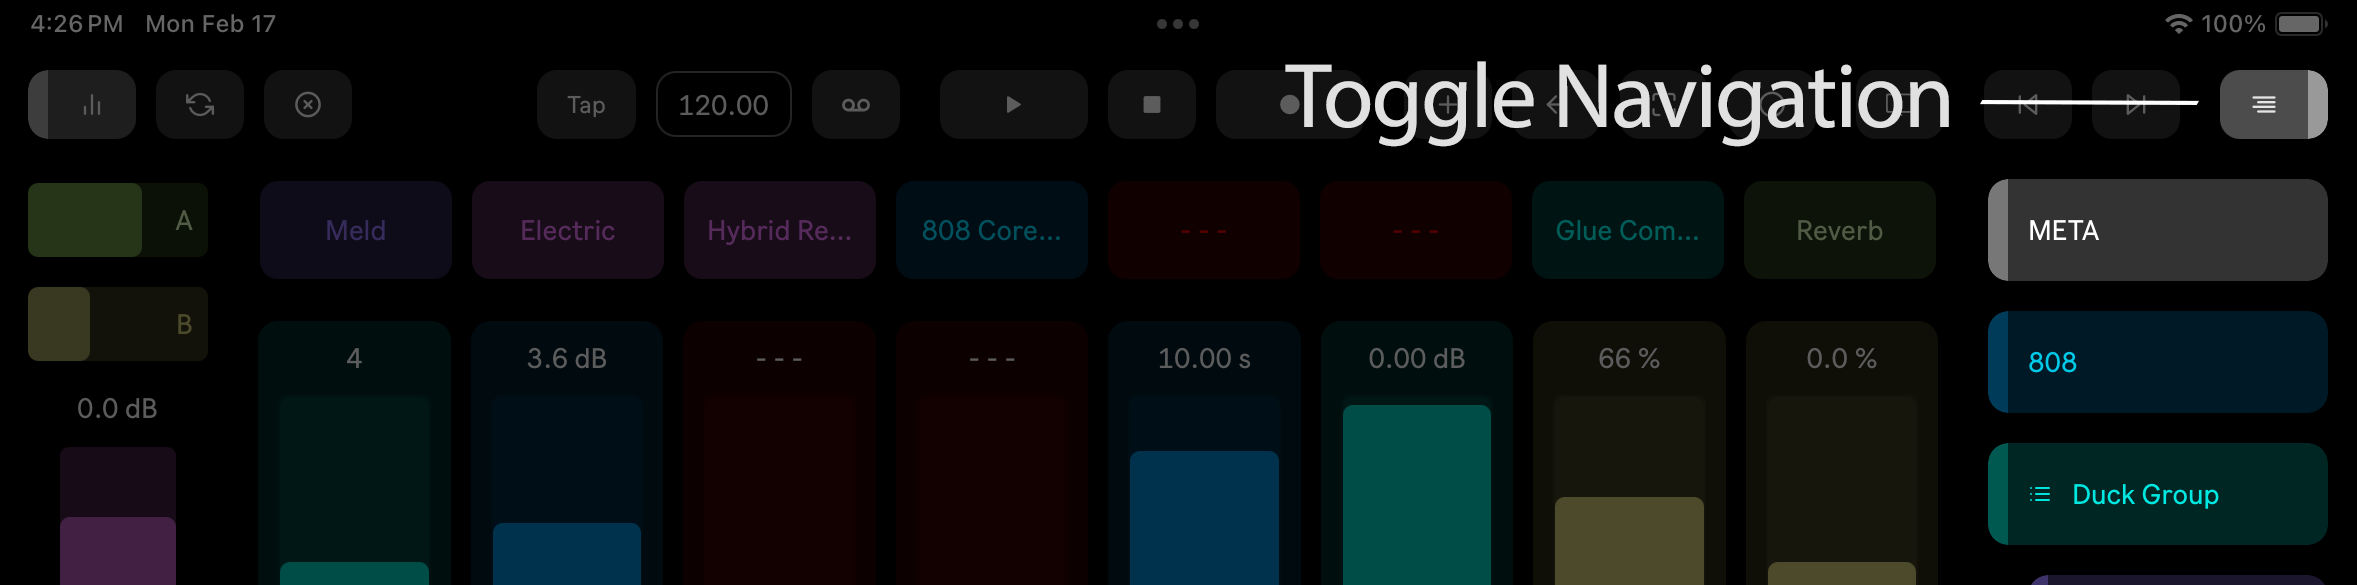 4:26 PM Mon Feb 17
100%
Tap
120.00
Toggle Navigation
A
Meld
Electric
Hybrid Re...
808 Core...
---
---
Glue Com...
Reverb
META
B
4
3.6 dB
---
---
10.00 s
0.00 dB
66 %
0.0 %
808
0.0 dB
Duck Group